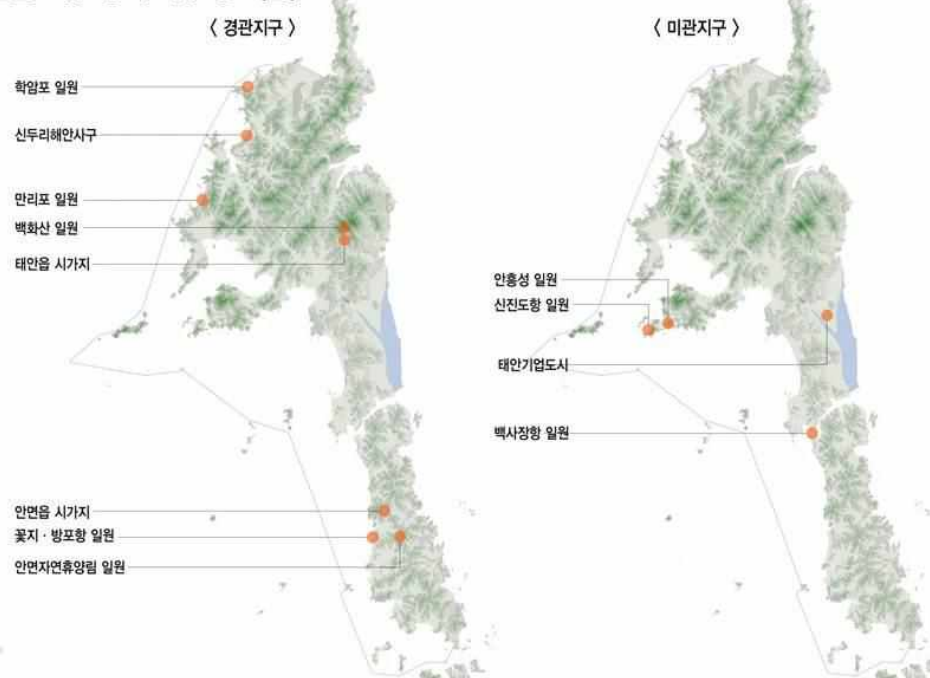 〈 경관지구 〉
학암포 일원
신두리해안사구
만리포 일원
백화산 일원
태안읍 시가지
안면읍 시가지
꽃지 · 방포항 일원
안면자연휴양림 일원
〈 미관지구 〉
안흥성 일원
신진도항 일원
태안기업도시
백사장항 일원